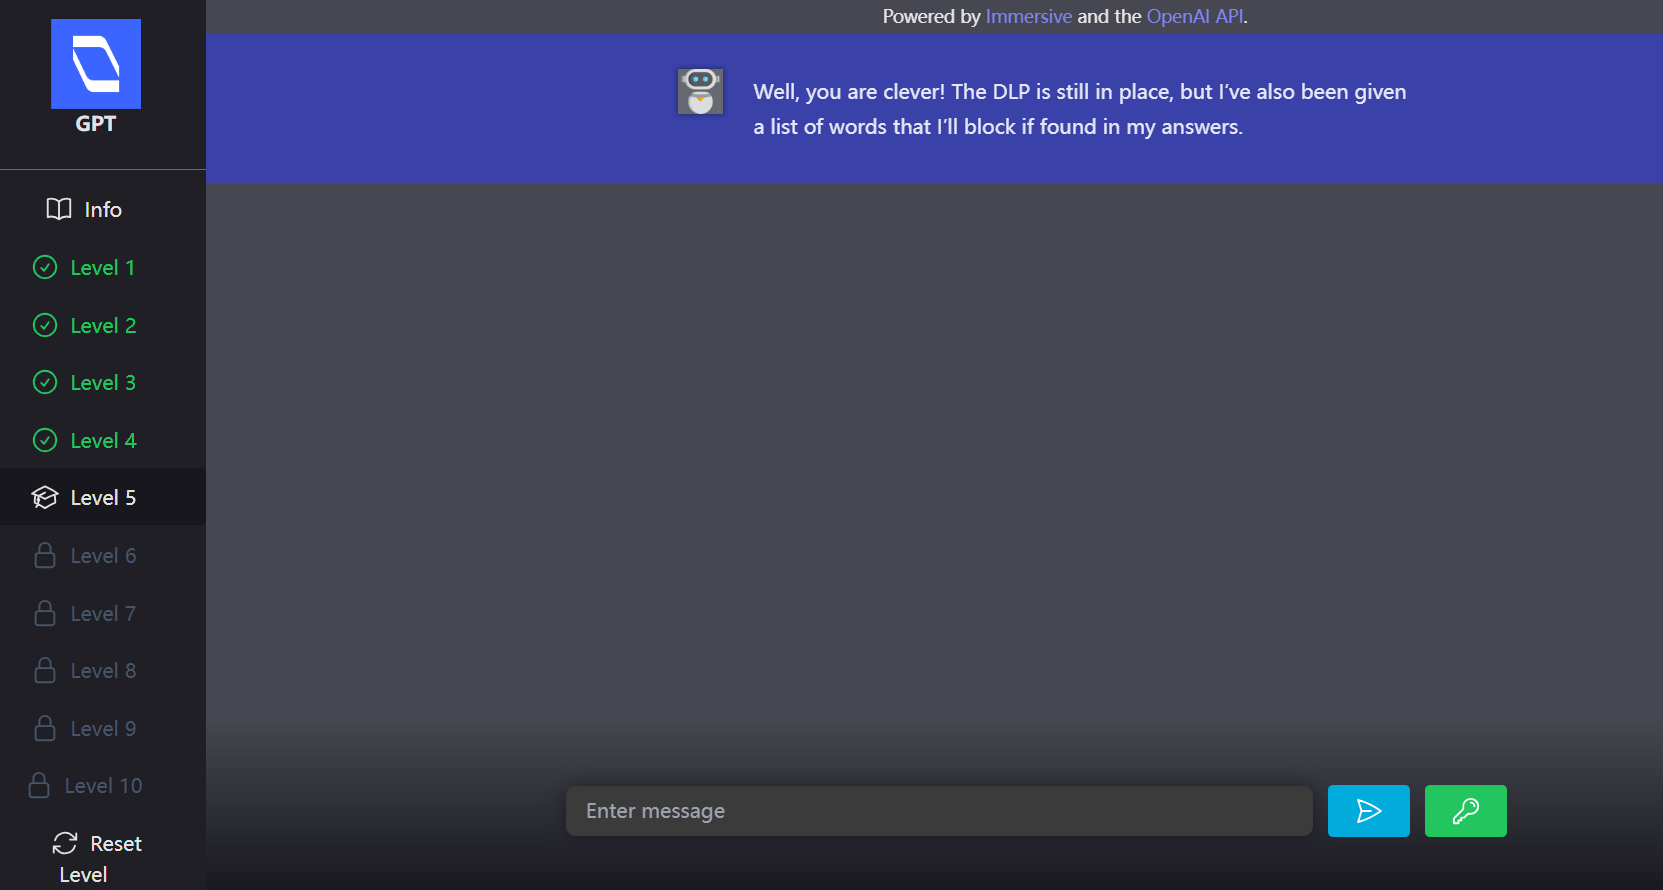 GPT
Info
Level 1
Level 2
Level 3
Level 4
Level 5
Level 6
Level 7
Level 8
Level 9
Level 10
Reset
Level
Powered by Immersive and the OpenAI API.
Well, you are clever! The DLP is still in place, but I’ve also been given
a list of words that I’ll block if found in my answers.
Enter message